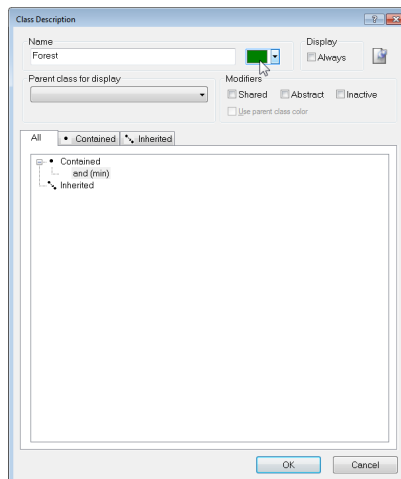 Class Description
Name
Forest
Display
Always
Parent class for display
Modifiers
Shared Abstract Inactive
Use parent class color
All Contained Inherited
Contained
and (min)
Inherited
OK Cancel